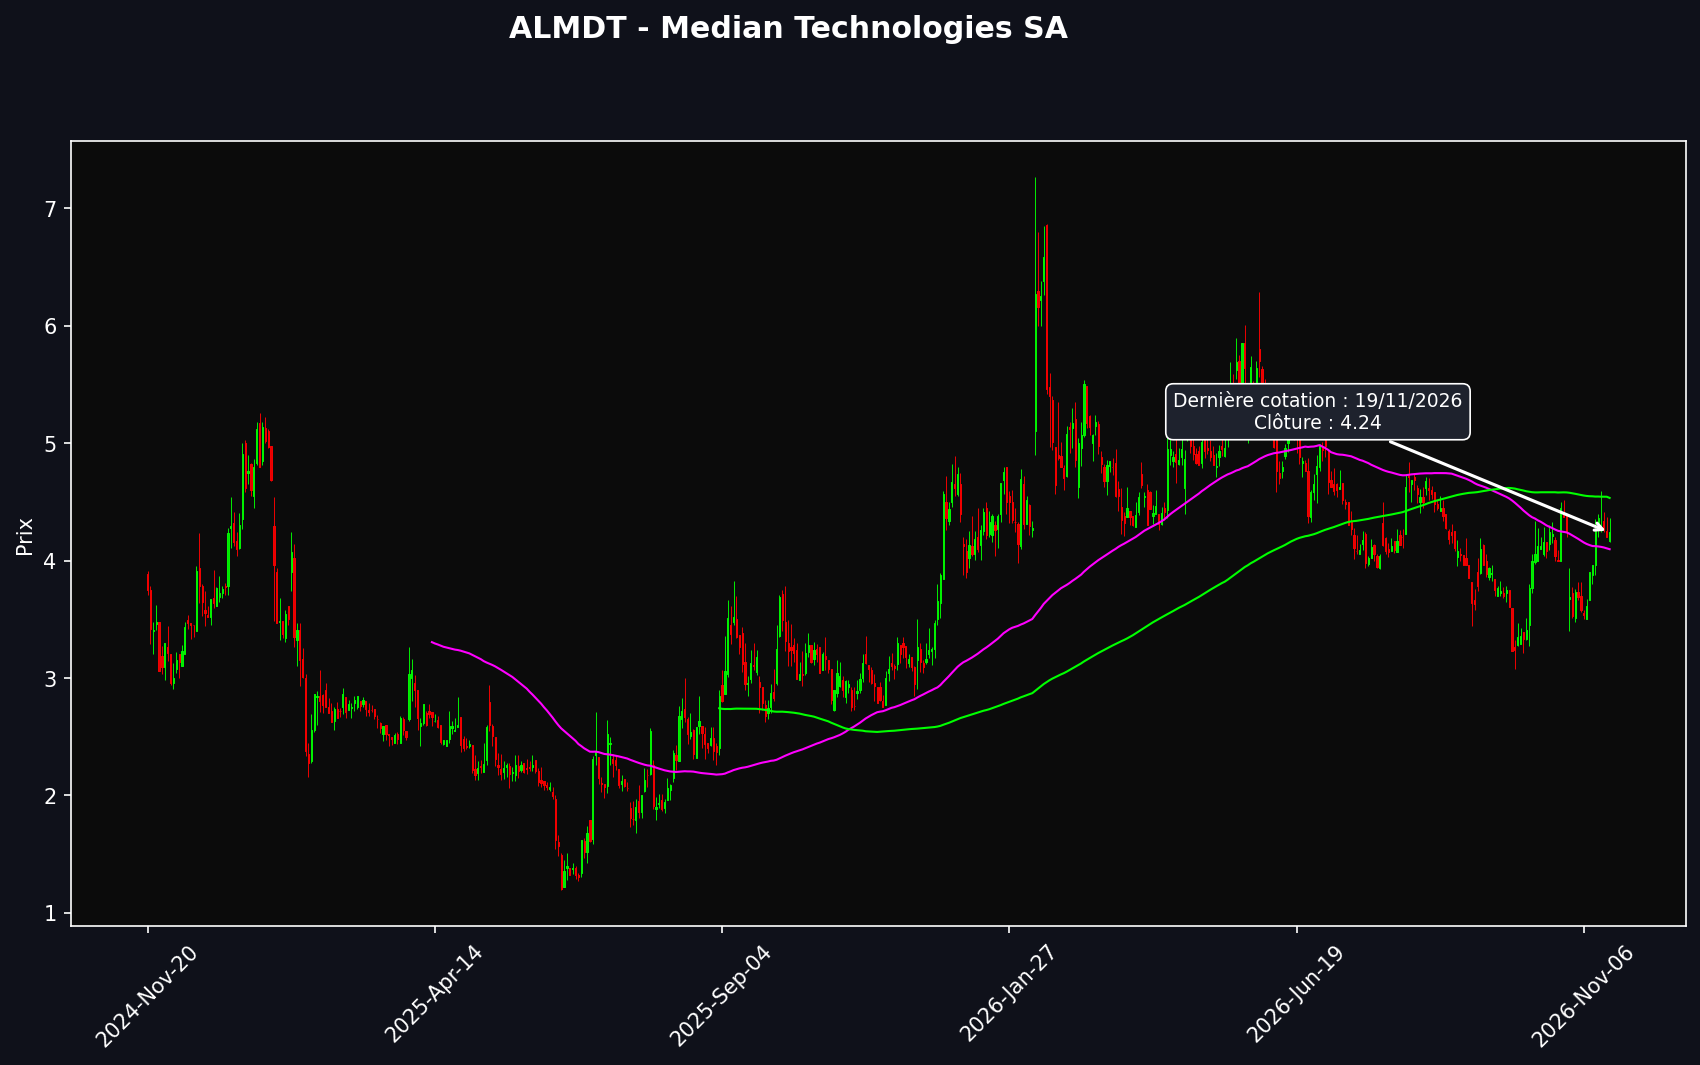 ALMDT - Median Technologies SA
Prix
7
6
5
4
3
2
1
Dernière cotation : 19/11/2026
Clôture : 4.24
2024-Nov-20
2025-Apr-14
2025-Sep-04
2026-Jan-27
2026-Jun-19
2026-Nov-06